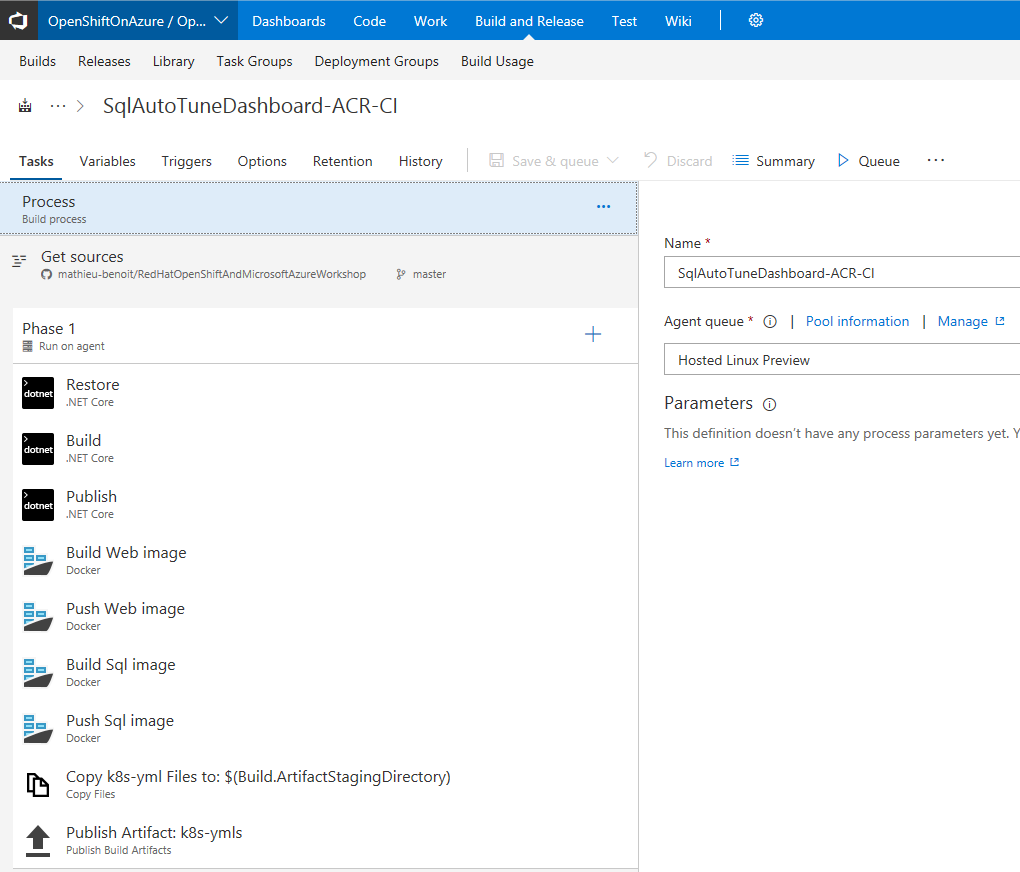 OpenShiftOnAzure / Op...
Dashboards Code Work Build and Release Test Wiki
Builds Releases Library Task Groups Deployment Groups Build Usage
... > SqlAutoTuneDashboard-ACR-CI
Tasks Variables Triggers Options Retention History Save & queue Discard Summary Queue ...
Process ...
Build process
Get sources
mathieu-benoit/RedHatOpenShiftAndMicrosoftAzureWorkshop master
Phase 1
Run on agent
dotnet Restore
.NET Core
dotnet Build
.NET Core
dotnet Publish
.NET Core
Build Web image
Docker
Push Web image
Docker
Build Sql image
Docker
Push Sql image
Docker
Copy k8s-yml Files to: $(Build.ArtifactStagingDirectory)
Copy Files
Publish Artifact: k8s-ymls
Publish Build Artifacts
Name *
SqlAutoTuneDashboard-ACR-CI
Agent queue * | Pool information | Manage
Hosted Linux Preview
Parameters
This definition doesn't have any process parameters yet. Y
Learn more